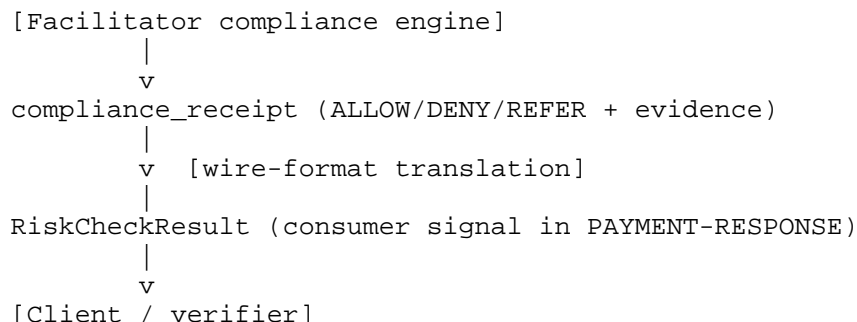 [Facilitator compliance engine]
|
v
compliance_receipt (ALLOW/DENY/REFER + evidence)
|
v [wire-format translation]
|
RiskCheckResult (consumer signal in PAYMENT-RESPONSE)
|
v
[Client / verifier]